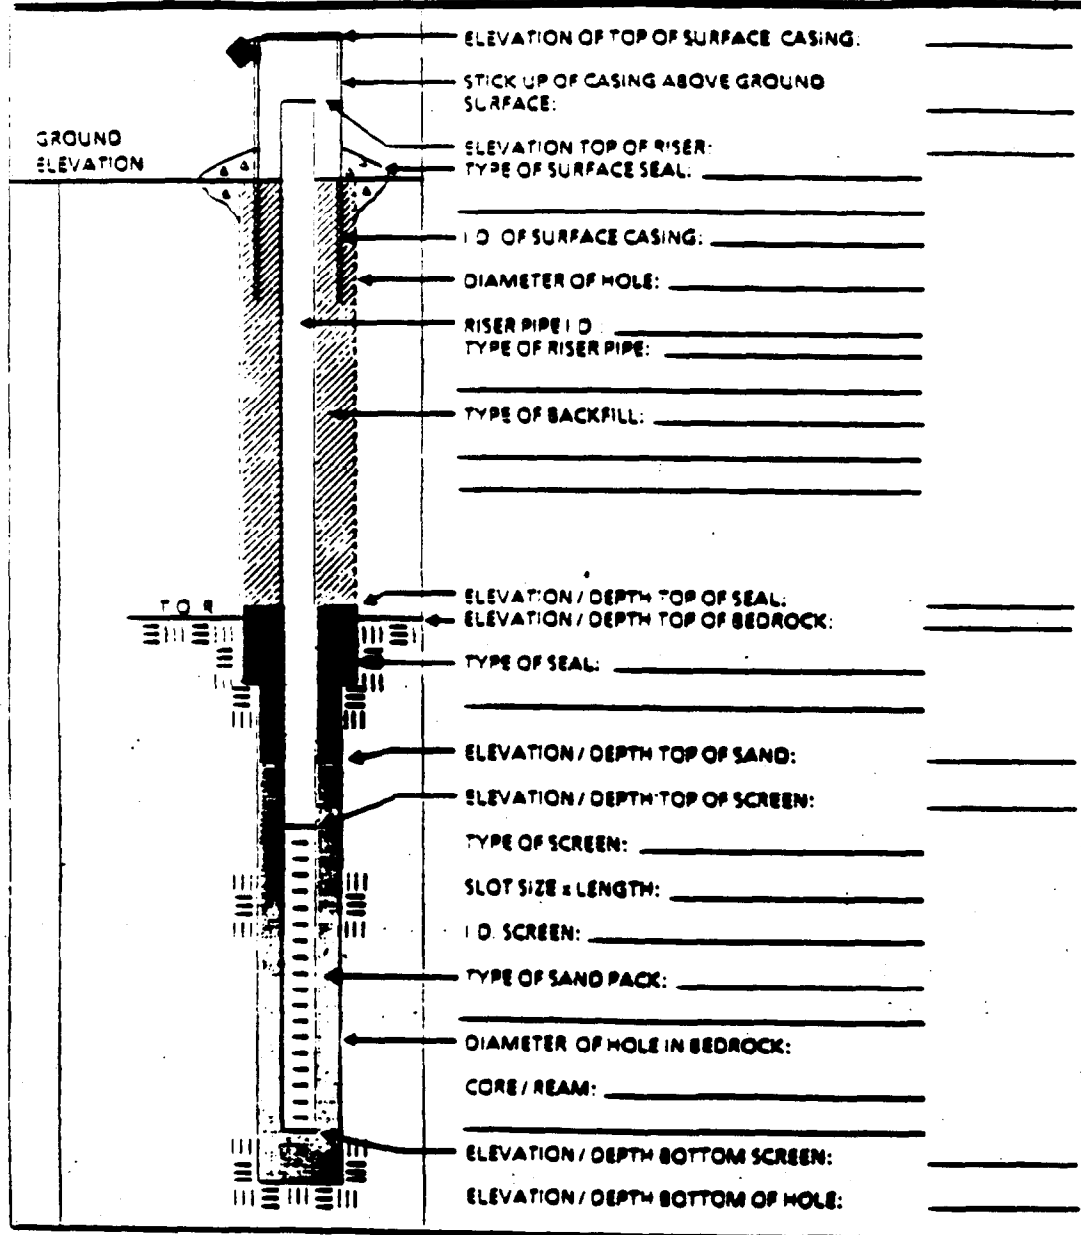 ELEVATION OF TOP OF SURFACE CASING:
STICK UP OF CASING ABOVE GROUND
SURFACE:
GROUND
ELEVATION
ELEVATION TOP OF RISER:
TYPE OF SURFACE SEAL:
I.D. OF SURFACE CASING:
DIAMETER OF HOLE:
RISER PIPE I.D.:
TYPE OF RISER PIPE:
TYPE OF BACKFILL:
ELEVATION / DEPTH TOP OF SEAL:
T.O.R.
ELEVATION / DEPTH TOP OF BEDROCK:
TYPE OF SEAL:
ELEVATION / DEPTH TOP OF SAND:
ELEVATION / DEPTH TOP OF SCREEN:
TYPE OF SCREEN:
SLOT SIZE x LENGTH:
I.D. SCREEN:
TYPE OF SAND PACK:
DIAMETER OF HOLE IN BEDROCK:
CORE / REAM:
ELEVATION / DEPTH BOTTOM SCREEN:
ELEVATION / DEPTH BOTTOM OF HOLE: